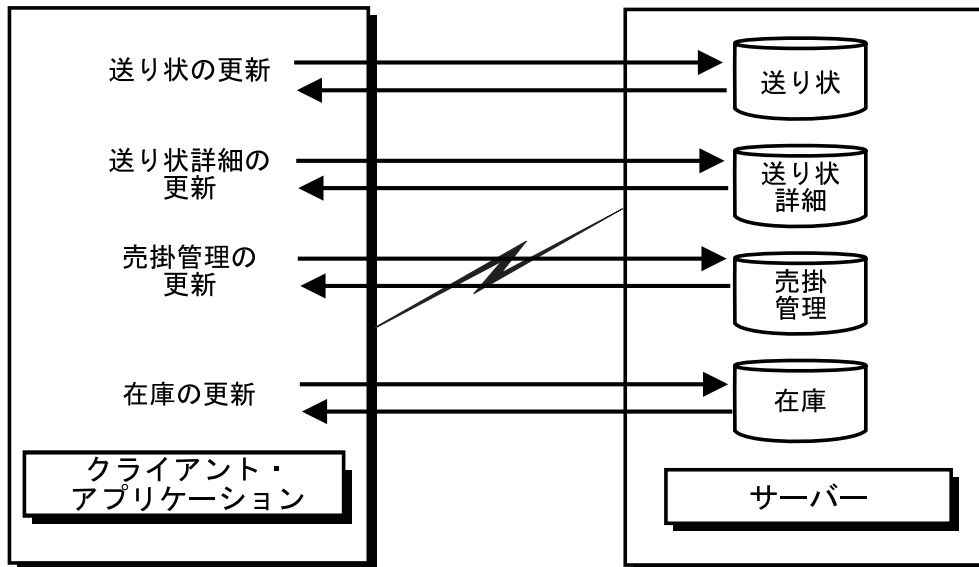 送り状の更新
送り状
送り状詳細の
更新
送り状
詳細
売掛管理の
更新
売掛
管理
在庫の更新
在庫
クライアント・
アプリケーション
サーバー